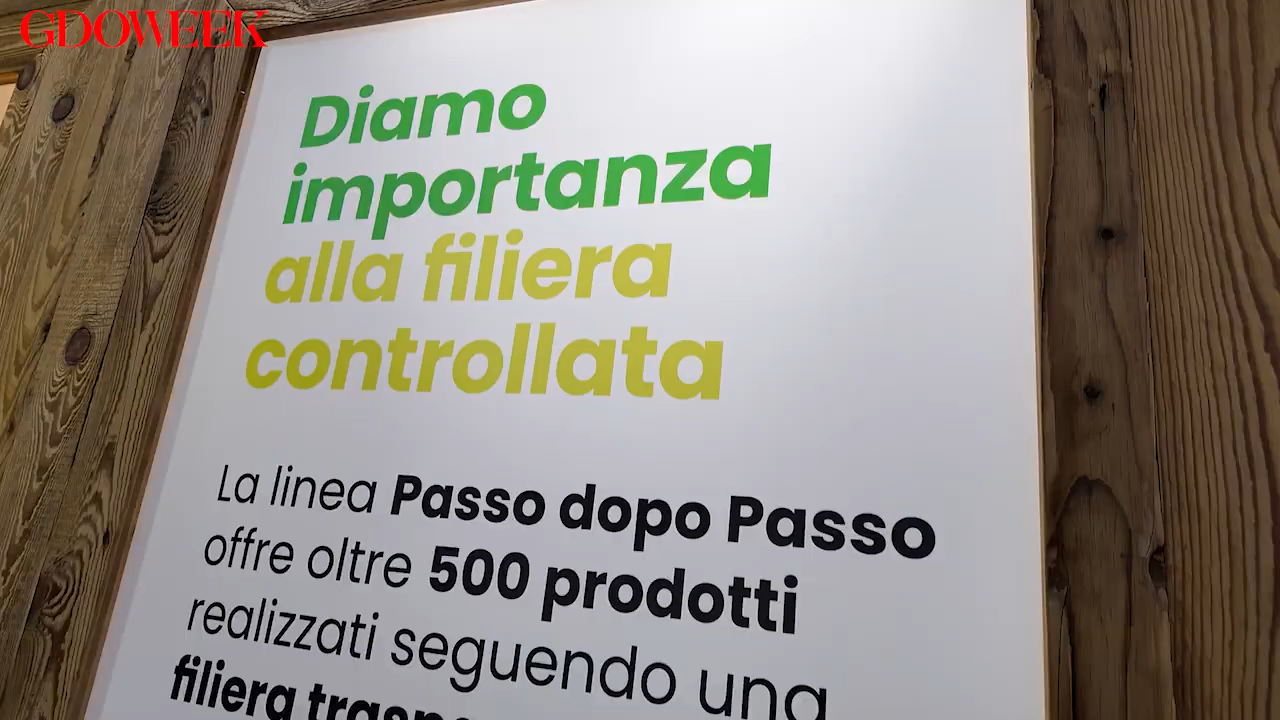 GDOWEEK
Diamo
importanza
alla filiera
controllata
La linea Passo dopo Passo
offre oltre 500 prodotti
realizzati seguendo una
filiera